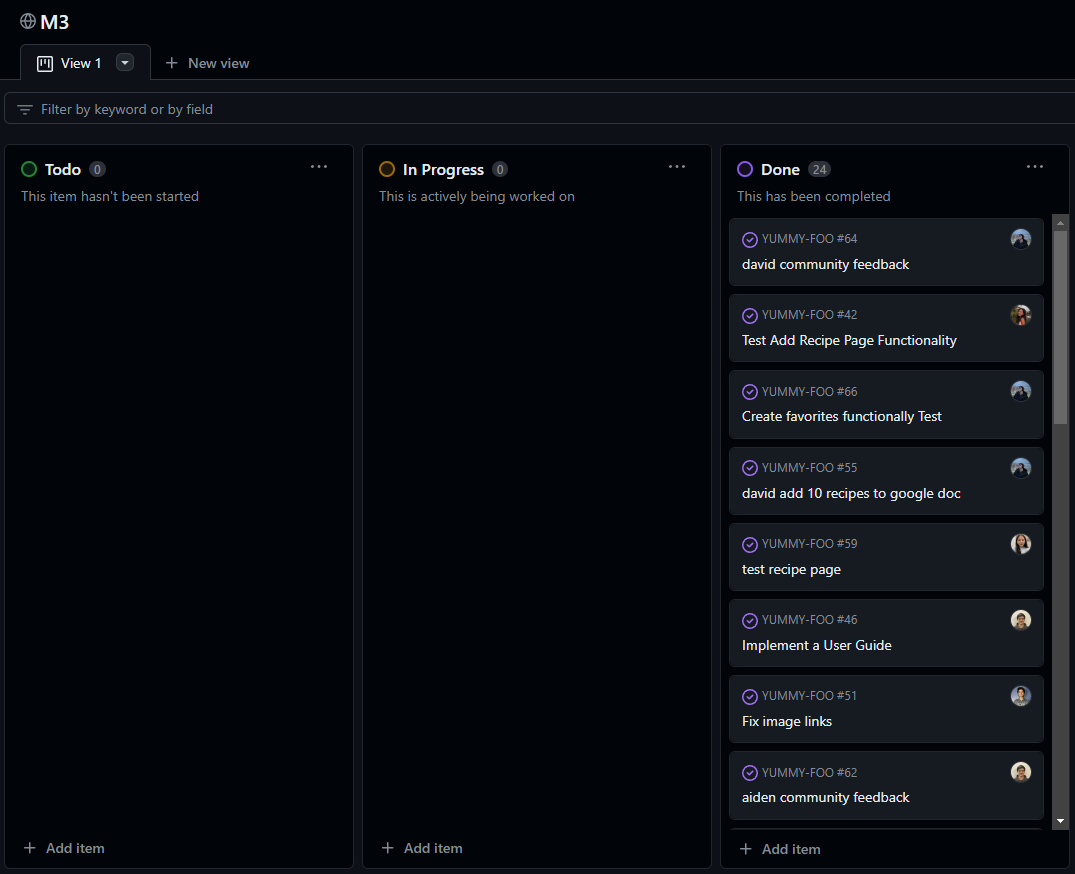 M3
View 1
New view
Filter by keyword or by field
Todo 0
This item hasn't been started
Add item
In Progress 0
This is actively being worked on
Add item
Done 24
This has been completed
YUMMY-FOO #64
david community feedback
YUMMY-FOO #42
Test Add Recipe Page Functionality
YUMMY-FOO #66
Create favorites functionally Test
YUMMY-FOO #55
david add 10 recipes to google doc
YUMMY-FOO #59
test recipe page
YUMMY-FOO #46
Implement a User Guide
YUMMY-FOO #51
Fix image links
YUMMY-FOO #62
aiden community feedback
Add item